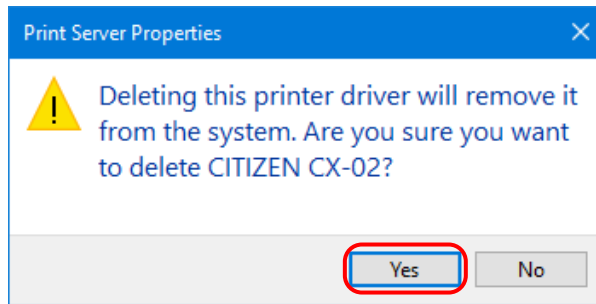 Print Server Properties
Deleting this printer driver will remove it
from the system. Are you sure you want
to delete CITIZEN CX-02?
Yes
No